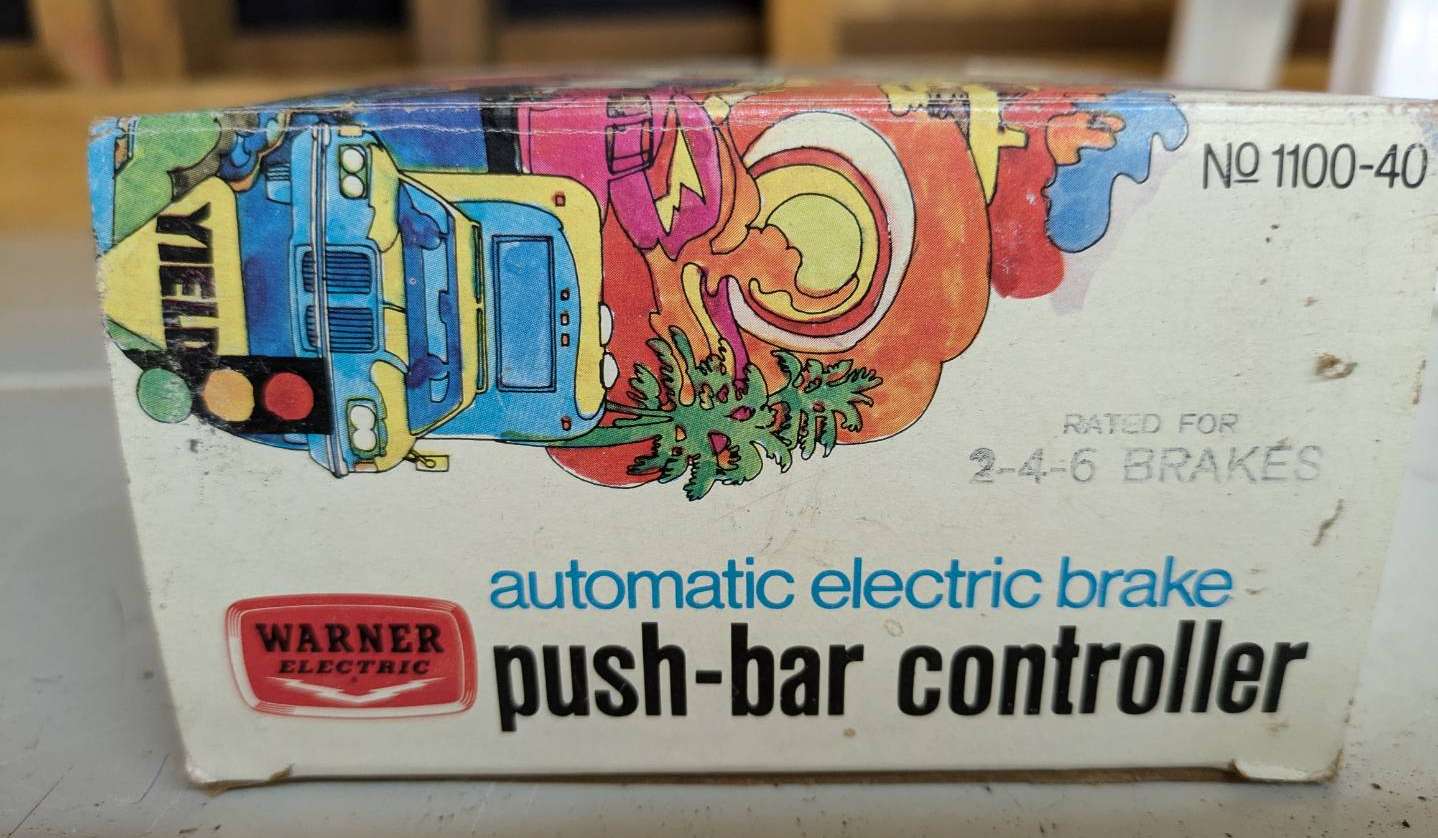 YIELD
Nº 1100-40
RATED FOR
2-4-6 BRAKES
automatic electric brake
WARNER
ELECTRIC
push-bar controller